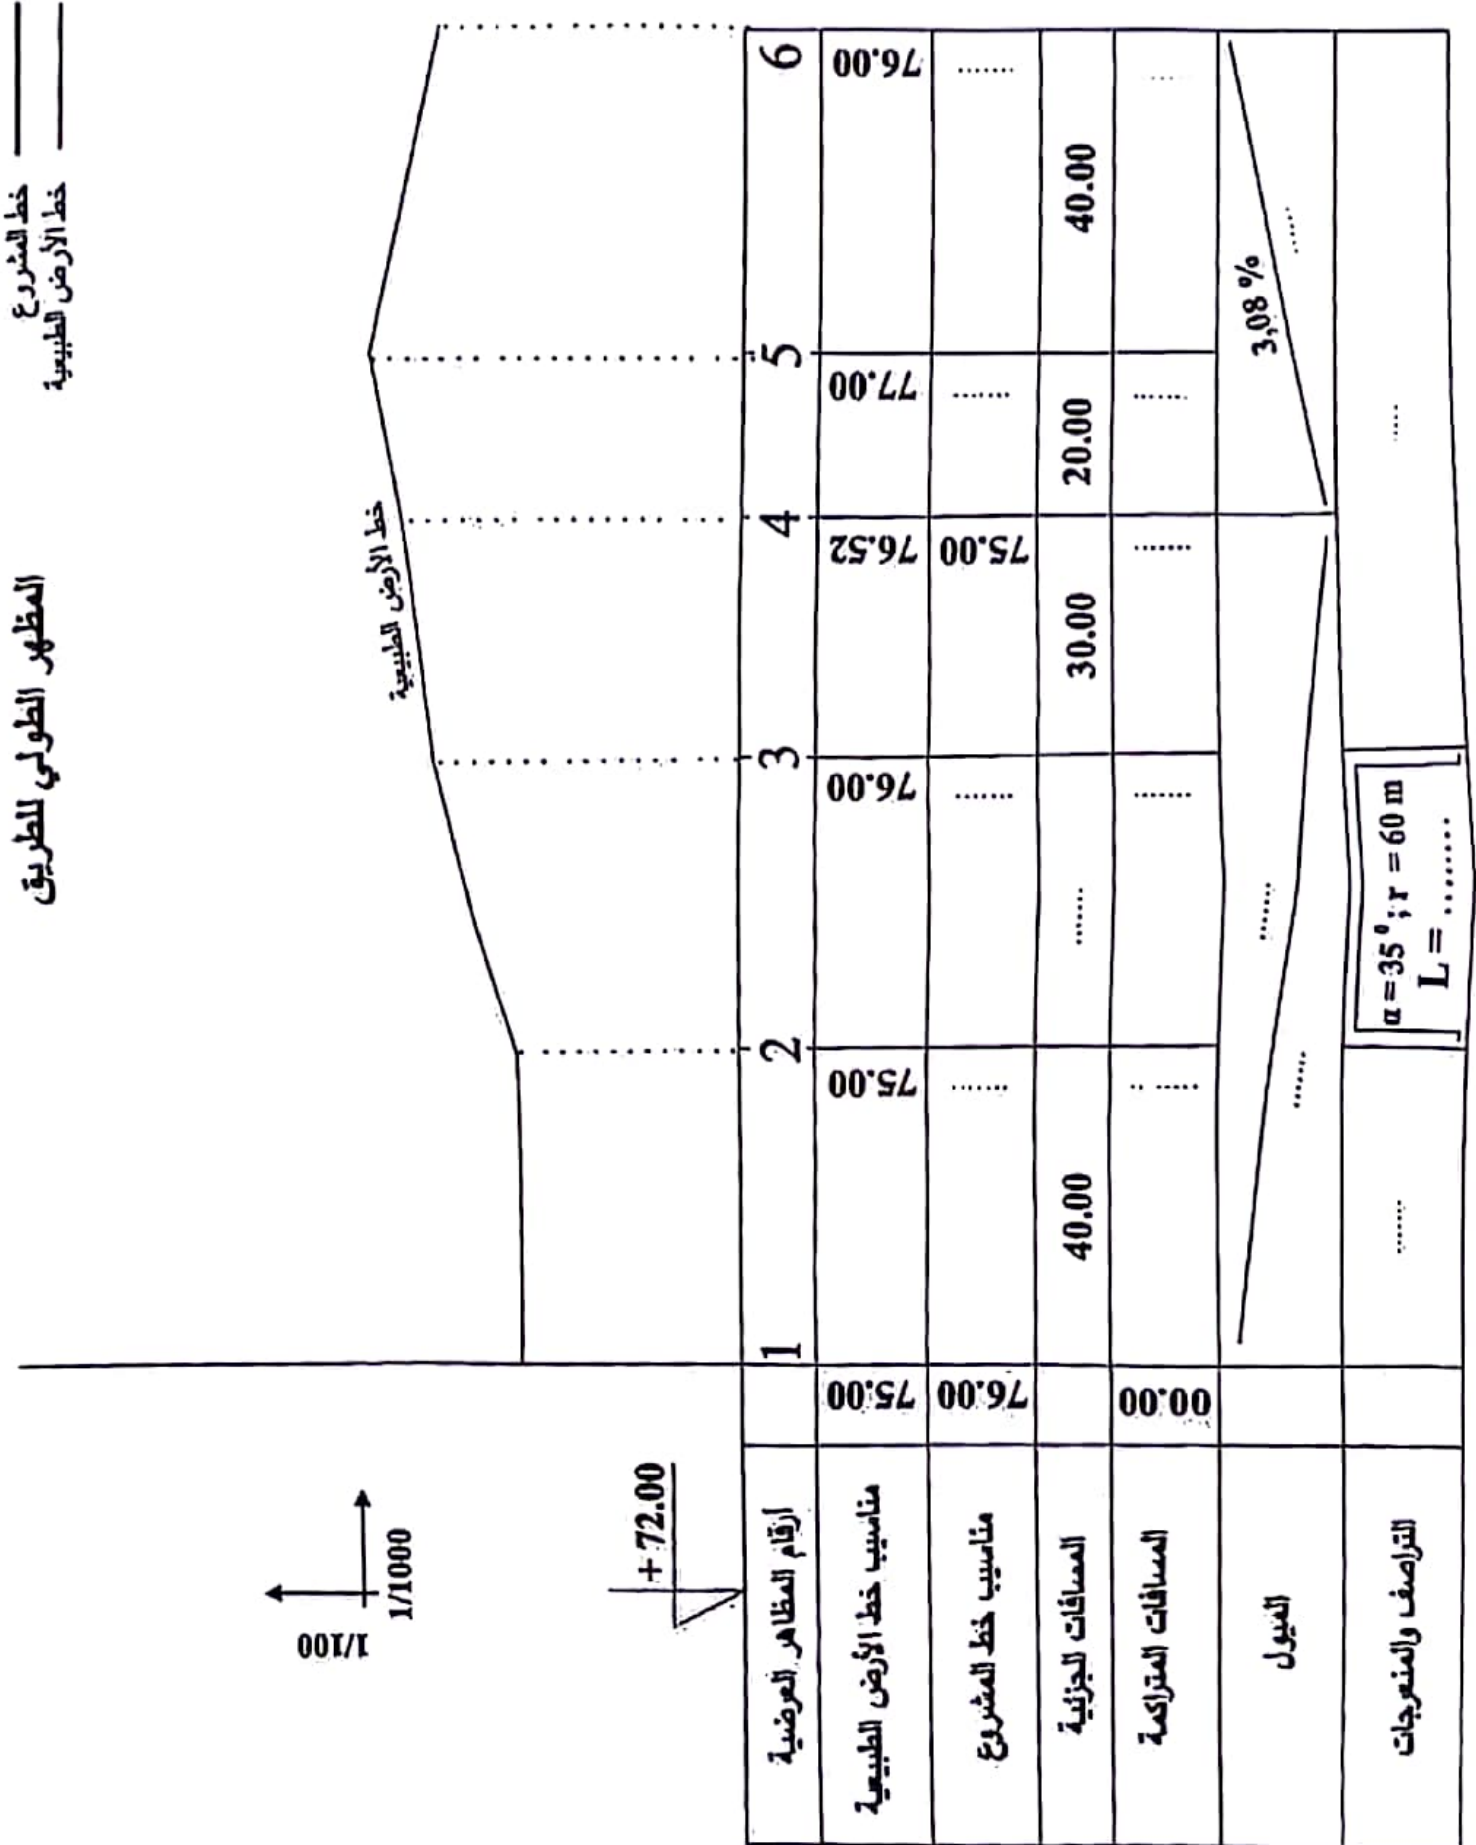 المظهر الطولي للطريق
خط المشروع
خط الأرض الطبيعية
خط الأرض الطبيعية
1/100
1/1000
+ 72.00
أرقام المظاهر العرضية 1 2 3 4 5 6
مناسيب خط الأرض الطبيعية 75.00 75.00 76.00 76.52 77.00 76.00
مناسيب خط المشروع 76.00 ....... ....... 75.00 ....... .......
المسافات الجزئية 40.00 ....... 30.00 20.00 40.00
المسافات المتراكمة 00.00 ....... ....... ....... ....... .......
الميول ....... ....... 3,08 % .......
التراصف والمنعرجات ....... α = 35° ; r = 60 m .......
L = ........